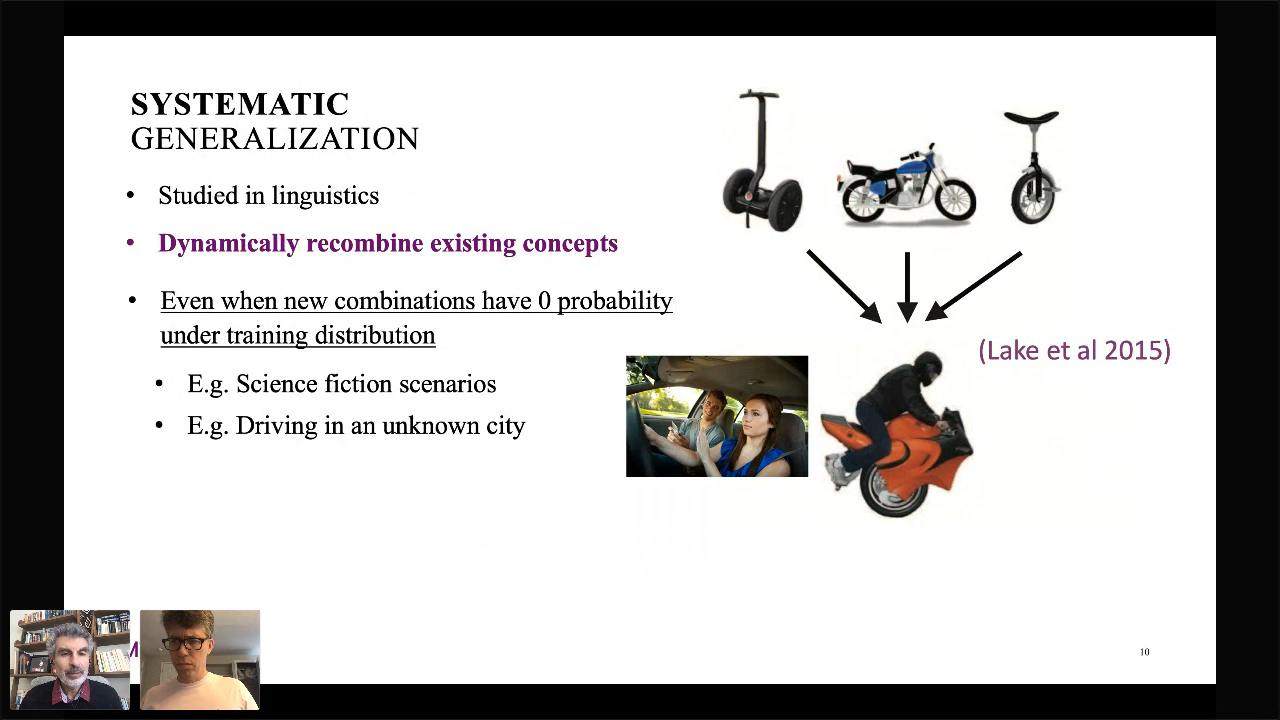 SYSTEMATIC
GENERALIZATION
• Studied in linguistics
• Dynamically recombine existing concepts
• Even when new combinations have 0 probability
under training distribution
• E.g. Science fiction scenarios
• E.g. Driving in an unknown city
(Lake et al 2015)
10